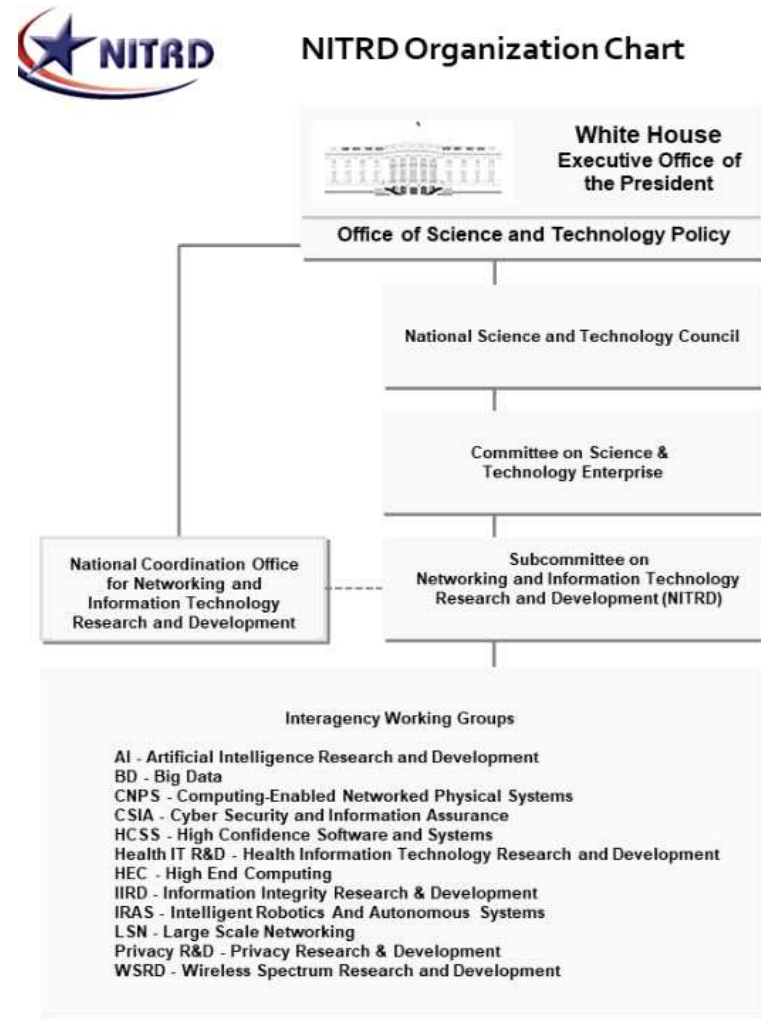 NITRD
NITRD Organization Chart
White House
Executive Office of
the President
Office of Science and Technology Policy
National Science and Technology Council
Committee on Science &
Technology Enterprise
National Coordination Office
for Networking and
Information Technology
Research and Development
Subcommittee on
Networking and Information Technology
Research and Development (NITRD)
Interagency Working Groups
AI - Artificial Intelligence Research and Development
BD - Big Data
CNPS - Computing-Enabled Networked Physical Systems
CSIA - Cyber Security and Information Assurance
HCSS - High Confidence Software and Systems
Health IT R&D - Health Information Technology Research and Development
HEC - High End Computing
IIRD - Information Integrity Research & Development
IRAS - Intelligent Robotics And Autonomous Systems
LSN - Large Scale Networking
Privacy R&D - Privacy Research & Development
WSRD - Wireless Spectrum Research and Development